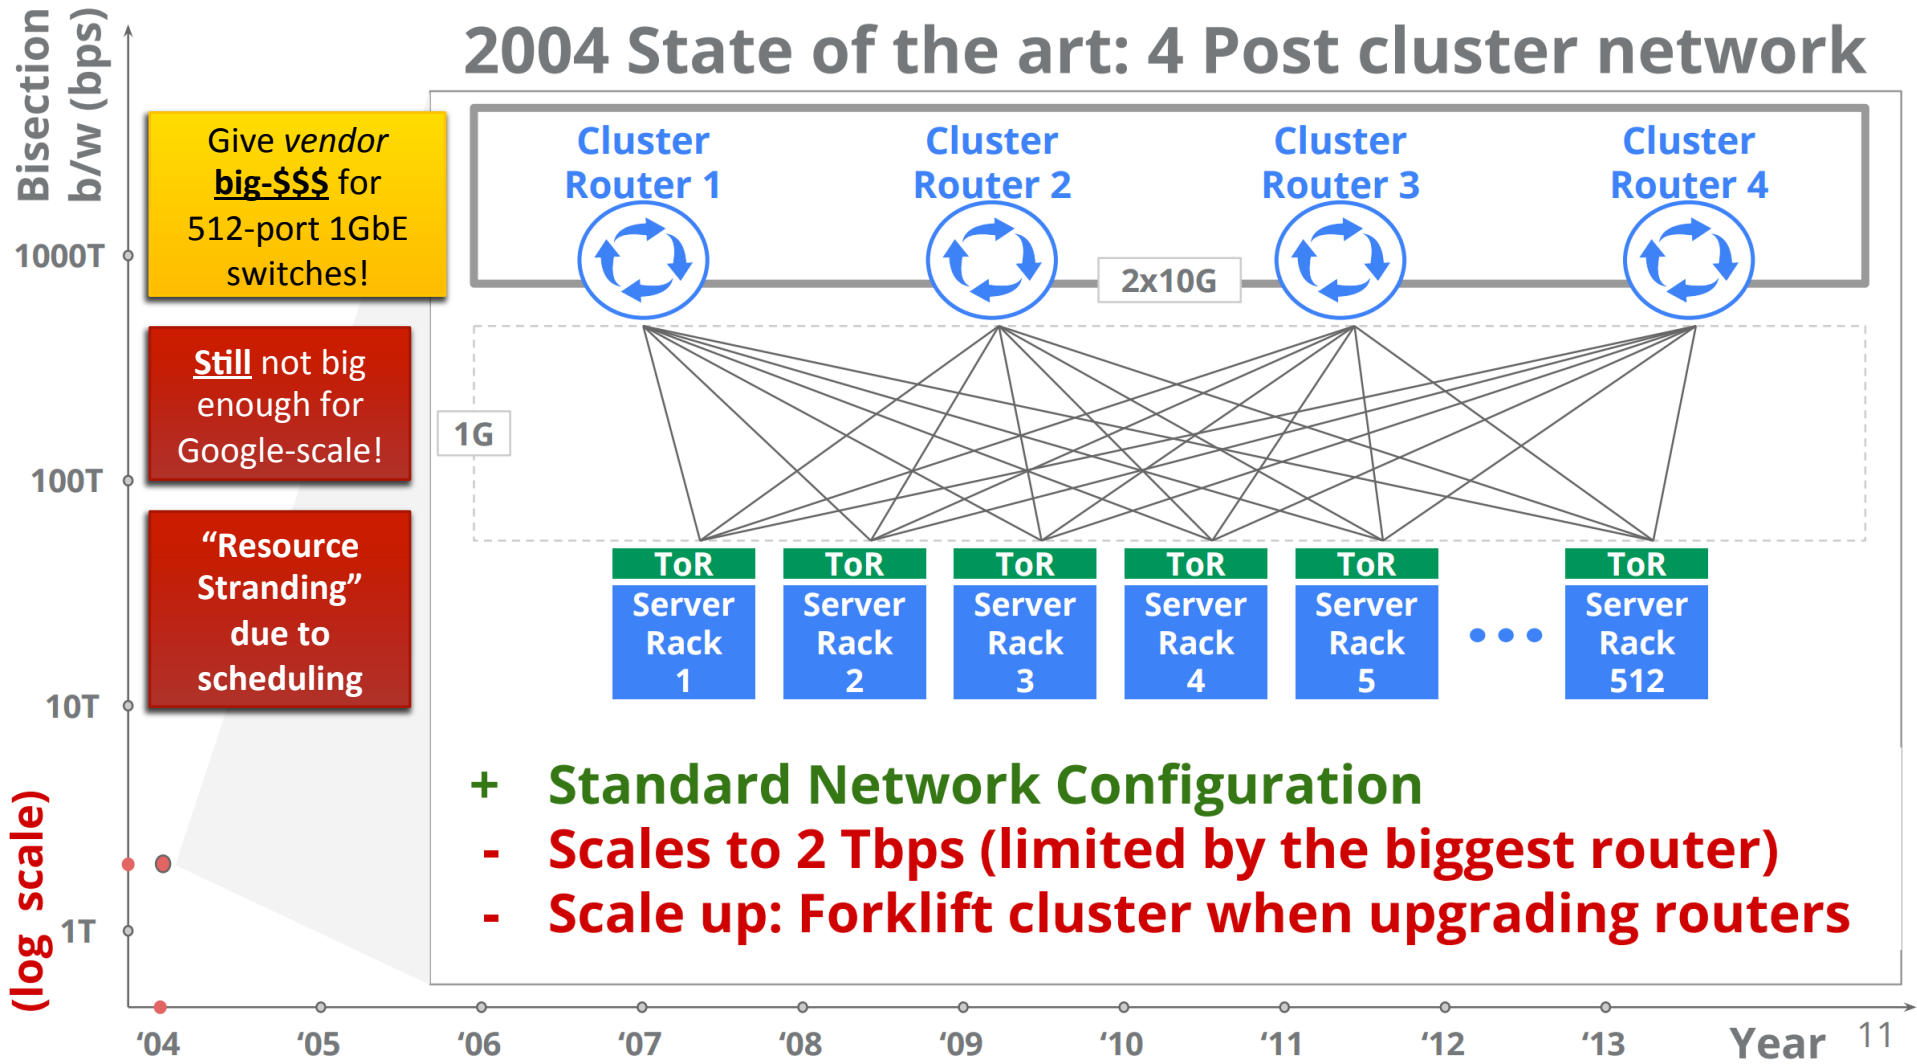 2004 State of the art: 4 Post cluster network
Bisection
b/w (bps)
1000T
100T
10T
1T
(log scale)
Give vendor
big-$$$ for
512-port 1GbE
switches!
Still not big
enough for
Google-scale!
“Resource
Stranding”
due to
scheduling
Cluster
Router 1
Cluster
Router 2
Cluster
Router 3
Cluster
Router 4
2x10G
1G
ToR
Server
Rack
1
ToR
Server
Rack
2
ToR
Server
Rack
3
ToR
Server
Rack
4
ToR
Server
Rack
5
ToR
Server
Rack
512
+ Standard Network Configuration
- Scales to 2 Tbps (limited by the biggest router)
- Scale up: Forklift cluster when upgrading routers
‘04 ‘05 ‘06 ‘07 ‘08 ‘09 ‘10 ‘11 ‘12 ‘13 Year
11